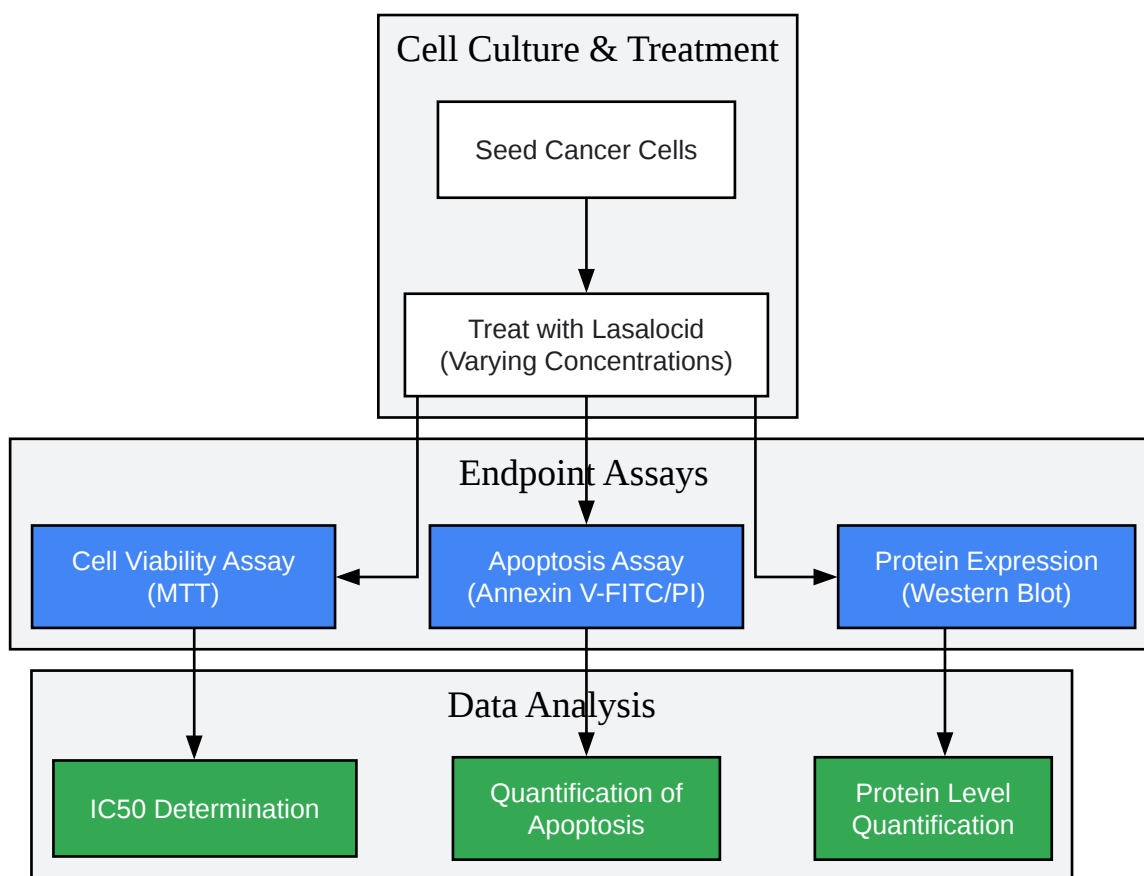 Cell Culture & Treatment
Seed Cancer Cells
Treat with Lasalocid
(Varying Concentrations)
Endpoint Assays
Cell Viability Assay
(MTT)
Apoptosis Assay
(Annexin V-FITC/PI)
Protein Expression
(Western Blot)
Data Analysis
IC50 Determination
Quantification of
Apoptosis
Protein Level
Quantification